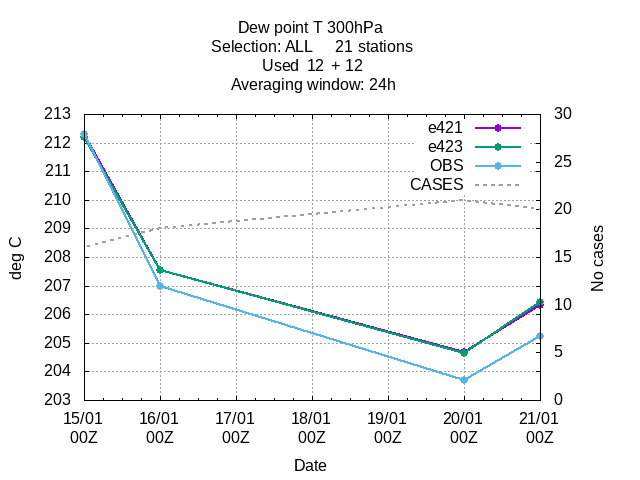 Dew point T 300hPa
Selection: ALL 21 stations
Used 12 + 12
Averaging window: 24h
e421
e423
OBS
CASES
213
212
211
210
209
208
207
206
205
204
203
deg C
30
25
20
15
10
5
0
No cases
15/01 16/01 17/01 18/01 19/01 20/01 21/01
00Z 00Z 00Z 00Z 00Z 00Z 00Z
Date